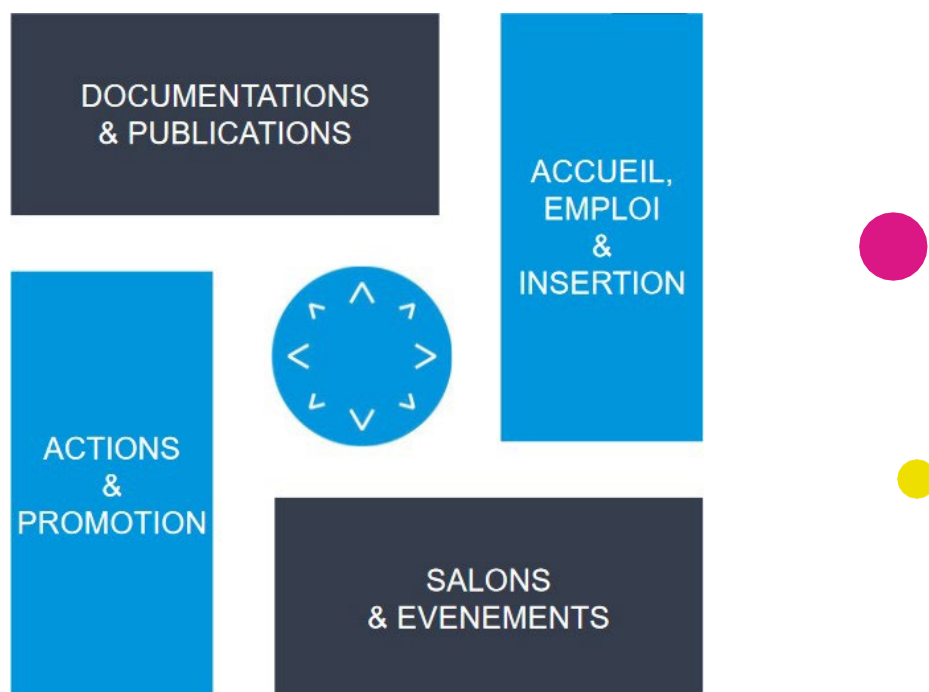 DOCUMENTATIONS
& PUBLICATIONS
ACCUEIL,
EMPLOI
&
INSERTION
ACTIONS
&
PROMOTION
SALONS
& EVENEMENTS